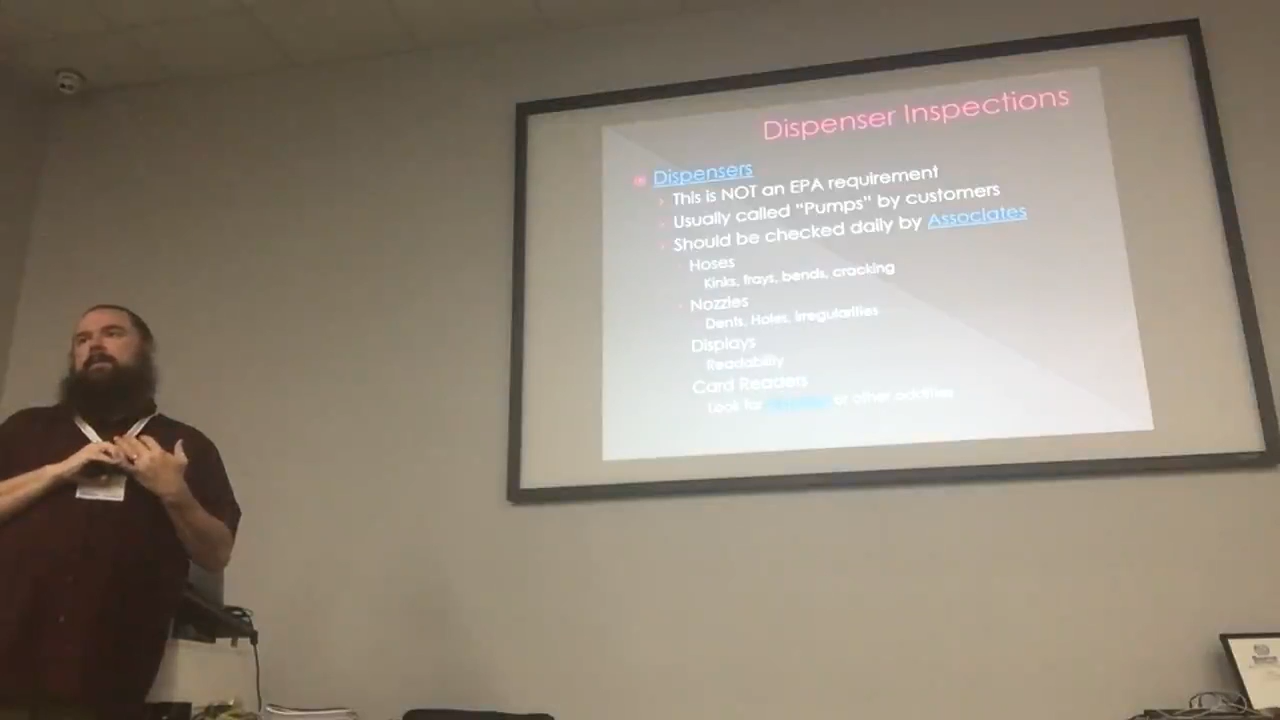 Dispenser Inspections
Dispensers
This is NOT an EPA requirement
Usually called “Pumps” by customers
Should be checked daily by Associates
Hoses
Kinks, frays, bends, cracking
Nozzles
Dents, Holes, Irregularities
Displays
Readability
Card Readers
Look for or other oddities